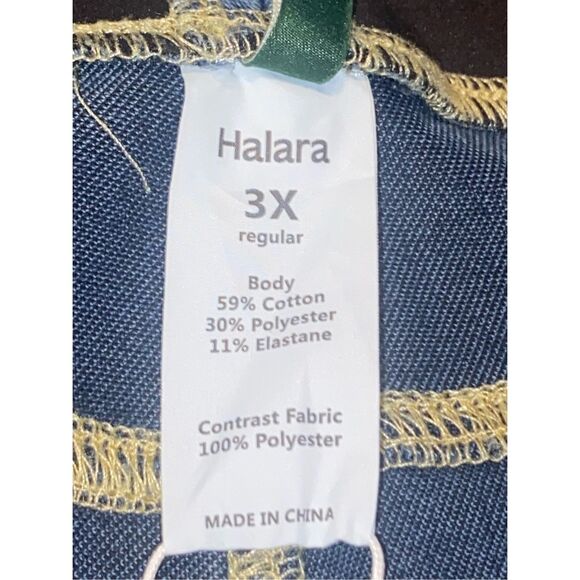 Halara
3X
regular
Body
59% Cotton
30% Polyester
11% Elastane
Contrast Fabric
100% Polyester
MADE IN CHINA